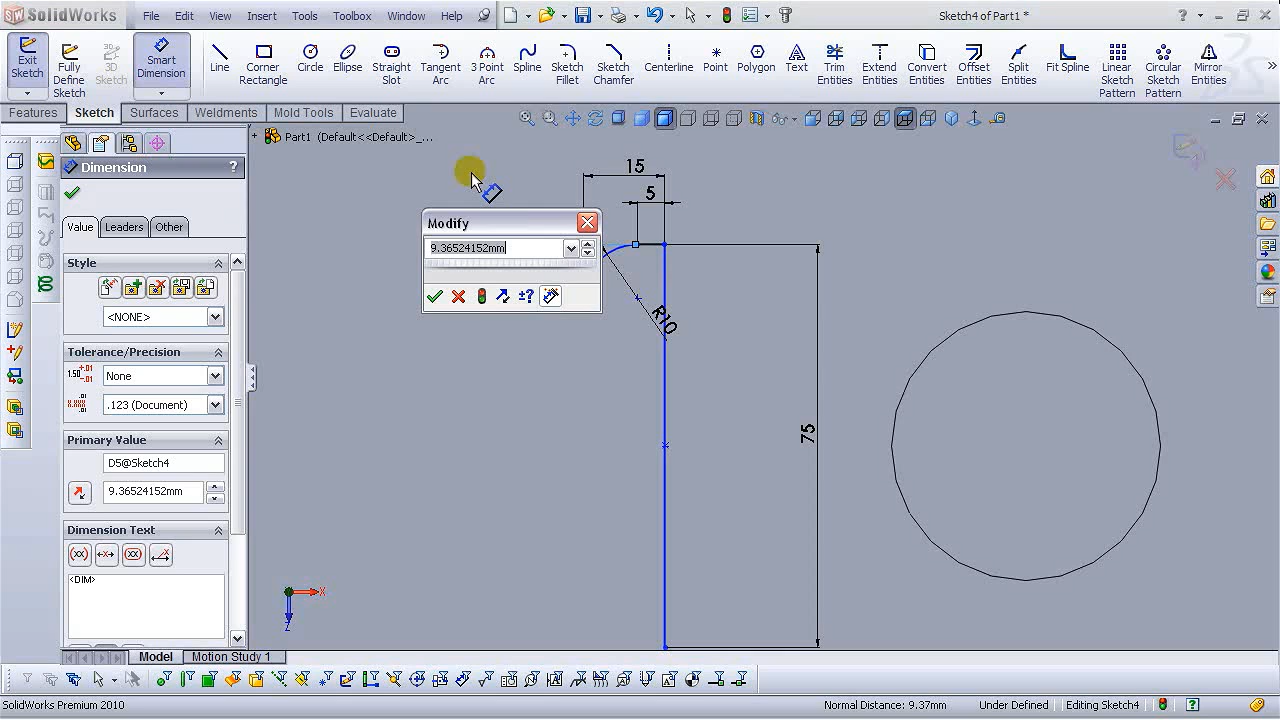 SolidWorks File Edit View Insert Tools Toolbox Window Help Sketch4 of Part1 * ?
Exit Sketch Fully Define Sketch 3D Sketch Smart Dimension Line Corner Rectangle Circle Ellipse Straight Slot Tangent Arc 3 Point Arc Spline Sketch Fillet Sketch Chamfer Centerline Point Polygon Text Trim Entities Extend Entities Convert Entities Offset Entities Split Entities Fit Spline Linear Sketch Pattern Circular Sketch Pattern Mirror Entities
Features Sketch Surfaces Weldments Mold Tools Evaluate
Part1 (Default<<Default>_...
Dimension ?
Value Leaders Other
Style
<NONE>
Tolerance/Precision
1.50 +.01 -.01 None
.123 (Document)
Primary Value
D5@Sketch4
9.36524152mm
Dimension Text
(xx) (xx)
<DIM>
15
5
Modify
9.36524152mm
±?
R10
75
X
Z
Model Motion Study 1
SolidWorks Premium 2010 Normal Distance: 9.37mm Under Defined Editing Sketch4 ?